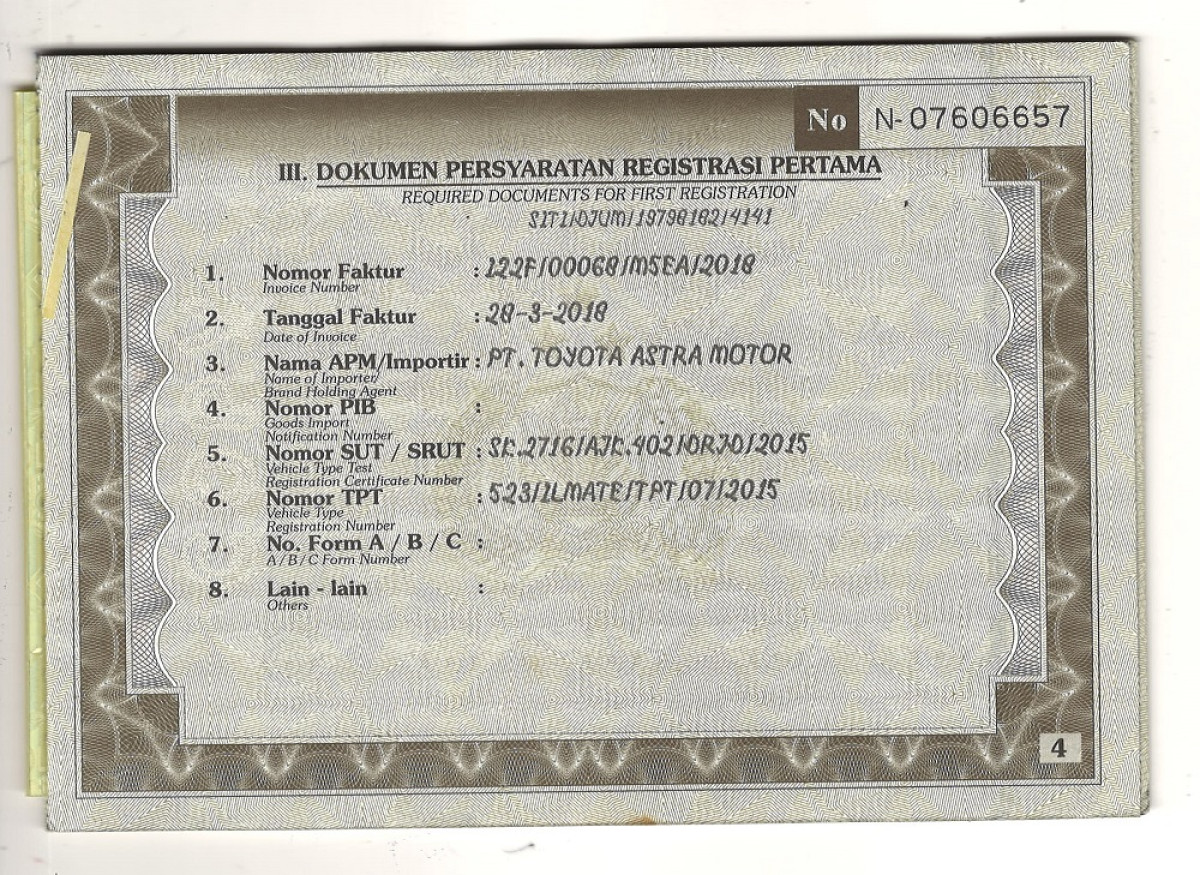 No N-07606657
III. DOKUMEN PERSYARATAN REGISTRASI PERTAMA
REQUIRED DOCUMENTS FOR FIRST REGISTRATION
SITI/DJUM/19798182/4141
1. Nomor Faktur : 122F/00068/MSEA/2018
Invoice Number
2. Tanggal Faktur : 28-3-2018
Date of Invoice
3. Nama APM/Importir : PT. TOYOTA ASTRA MOTOR
Name of Importer/
Brand Holding Agent
4. Nomor PIB :
Goods Import
Notification Number
5. Nomor SUT / SRUT : SK.2716/AJK.402/DRJD/2015
Vehicle Type Test
Registration Certificate Number
6. Nomor TPT : 523/ILMATE/TPT/07/2015
Vehicle Type
Registration Number
7. No. Form A / B / C :
A / B / C Form Number
8. Lain - lain :
Others
4